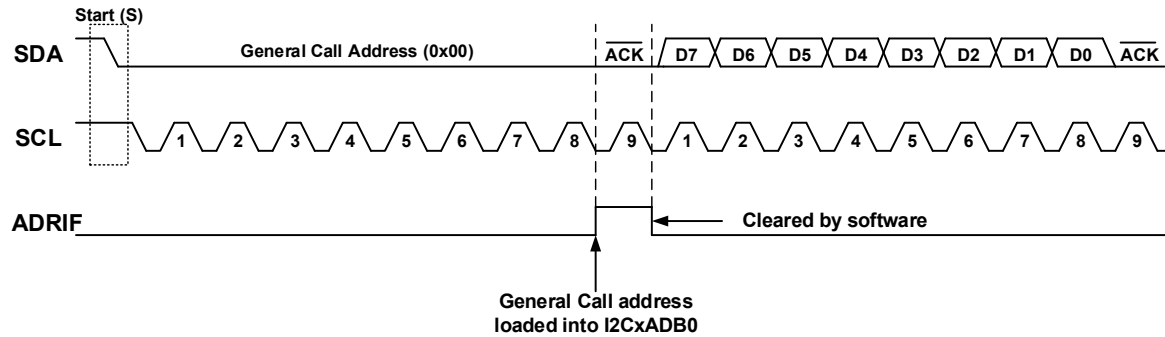 Start (S)
SDA General Call Address (0x00) ACK D7 D6 D5 D4 D3 D2 D1 D0 ACK
SCL 1 2 3 4 5 6 7 8 9 1 2 3 4 5 6 7 8 9
ADRIF Cleared by software
General Call address
loaded into I2CxADB0